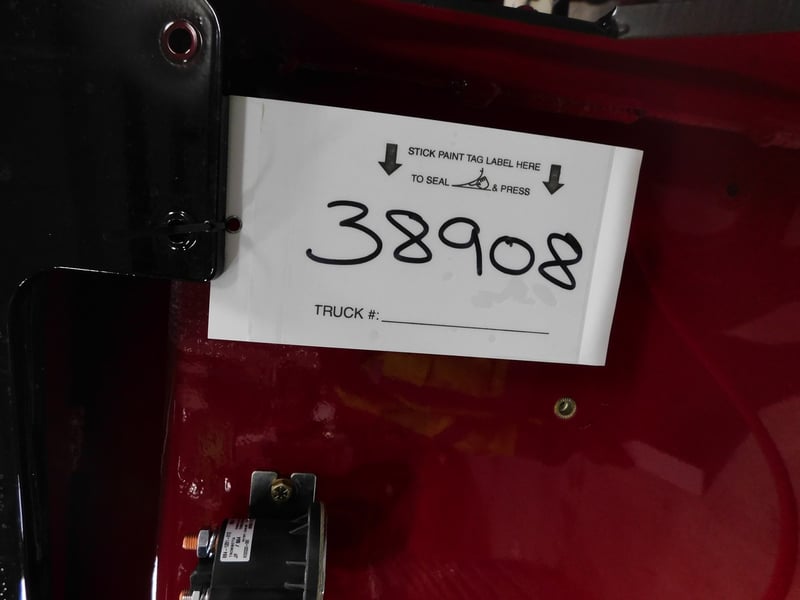 STICK PAINT TAG LABEL HERE
TO SEAL & PRESS
38908
TRUCK #: